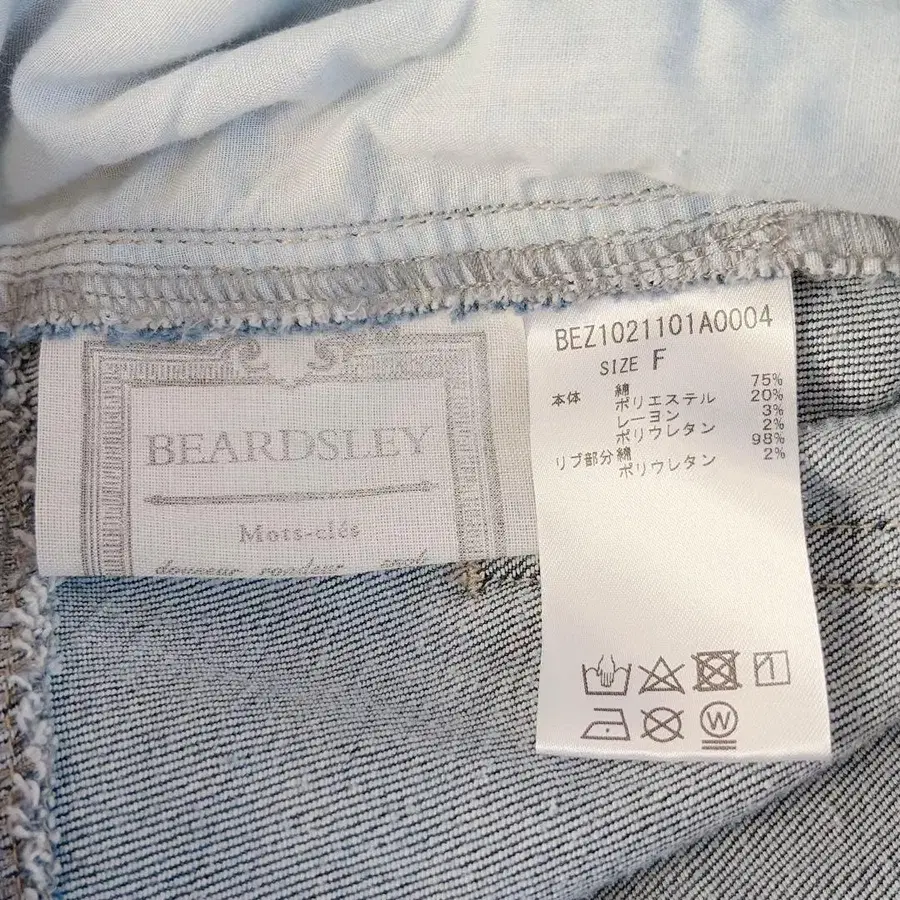 BEARDSLEY
Mots-clés
douceur rondeur
BEZ1021101A0004
SIZE F
本体 綿 75%
ポリエステル 20%
レーヨン 3%
ポリウレタン 2%
リブ部分 綿 98%
ポリウレタン 2%
W